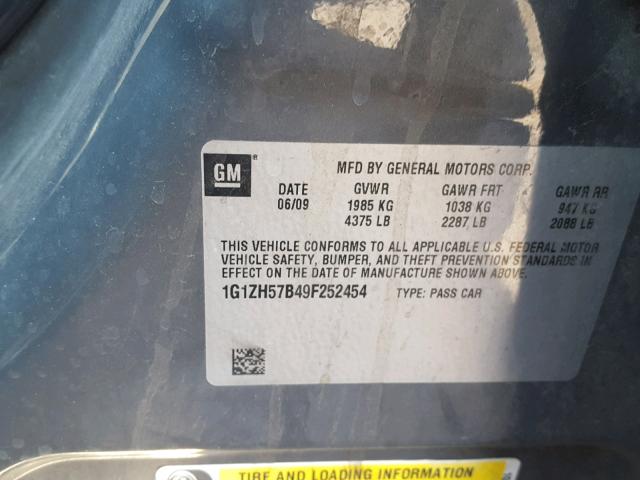 GM
MFD BY GENERAL MOTORS CORP.
DATE GVWR GAWR FRT GAWR RR
06/09 1985 KG 1038 KG 947 KG
4375 LB 2287 LB 2088 LB
THIS VEHICLE CONFORMS TO ALL APPLICABLE U.S. FEDERAL MOTOR
VEHICLE SAFETY, BUMPER, AND THEFT PREVENTION STANDARDS IN
EFFECT ON THE DATE OF MANUFACTURE SHOWN ABOVE.
1G1ZH57B49F252454 TYPE: PASS CAR
TIRE AND LOADING INFORMATION